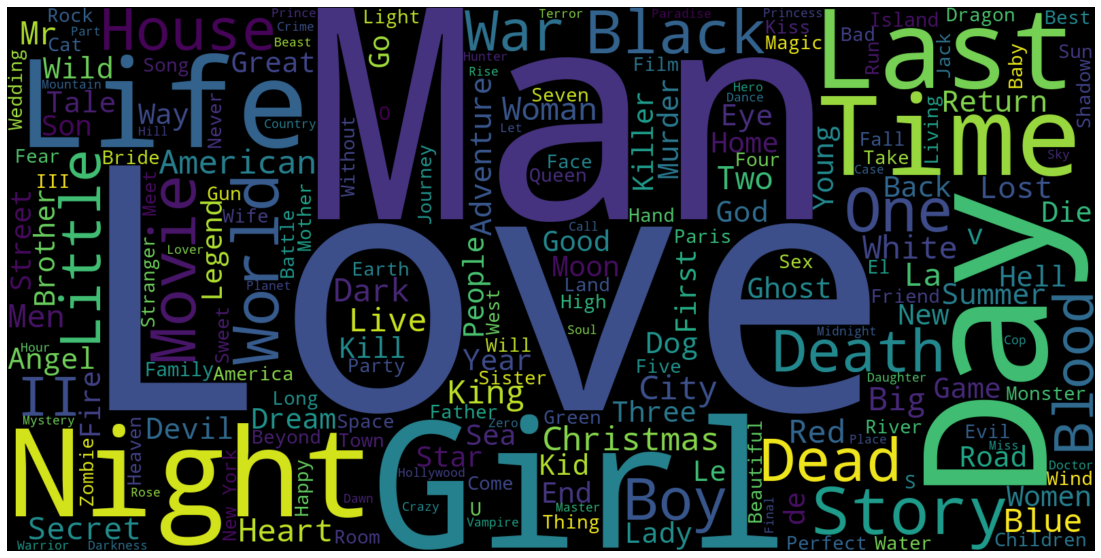 Rock
Part
Prince
Crime
Beast
Mr
Cat
House
Light
Go
Man
Rise
Terror
Hunter
War
Black
Paradise
Kiss
Princess
Magic
Film
Last
Island
Bad
Run
Dragon
Jack
Best
Baby
Sun
Shadow
Wedding
Wild
Song
Great
Mountain
Life
Tale
Son
Way
Never
Hill
Country
Without
O
Journey
Adventure
Seven
Woman
Let
Face
Queen
Killer
Murder
Hero
Dance
Eye
Home
Four
Two
Young
Time
Return
Fall
Take
Living
Case
Sky
Fear
III
Bride
American
Little
Movie
Meet
Gun
Wife
Brother
Street
Men
Stranger
Lover
Legend
Sweet
World
Planet
Battle
Mother
Love
People
West
Call
Good
Moon
Land
High
Hand
God
Paris
First
Sex
Ghost
One
Back
Lost
White
V
Die
El
La
Hell
Friend
Summer
New
Day
Blood
Earth
Dark
Live
Kill
Party
Soul
Will
Year
Sister
King
Dog
Five
City
Midnight
Death
Cop
Daughter
Game
Big
Monster
Hour
Angel
Family
America
II
Fire
Mystery
Devil
Dream
Long
Space
Father
Zero
Green
Three
River
Red
Place
Evil
Miss
Road
Doctor
Wind
Night
Zombie
Heaven
Rose
Beyond
Town
Happy
New York
Dawn
Girl
Star
Sea
Hollywood
Come
Crazy
U
Vampire
Christmas
Kid
Le
End
Master
Thing
Boy
Lady
Beautiful
Final
Dead
de
Story
S
Women
Blue
Secret
Warrior
Darkness
Heart
Room
Perfect
Water
Children